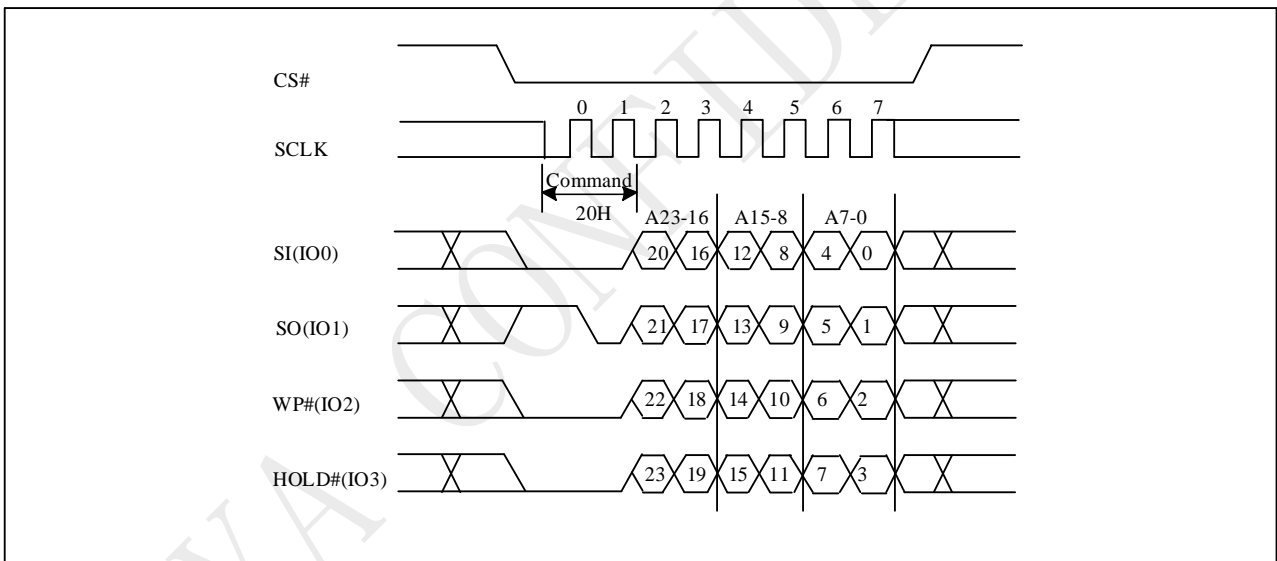 CS#
0 1 2 3 4 5 6 7
SCLK
Command
20H
A23-16 A15-8 A7-0
SI(IO0) 20 16 12 8 4 0
SO(IO1) 21 17 13 9 5 1
WP#(IO2) 22 18 14 10 6 2
HOLD#(IO3) 23 19 15 11 7 3